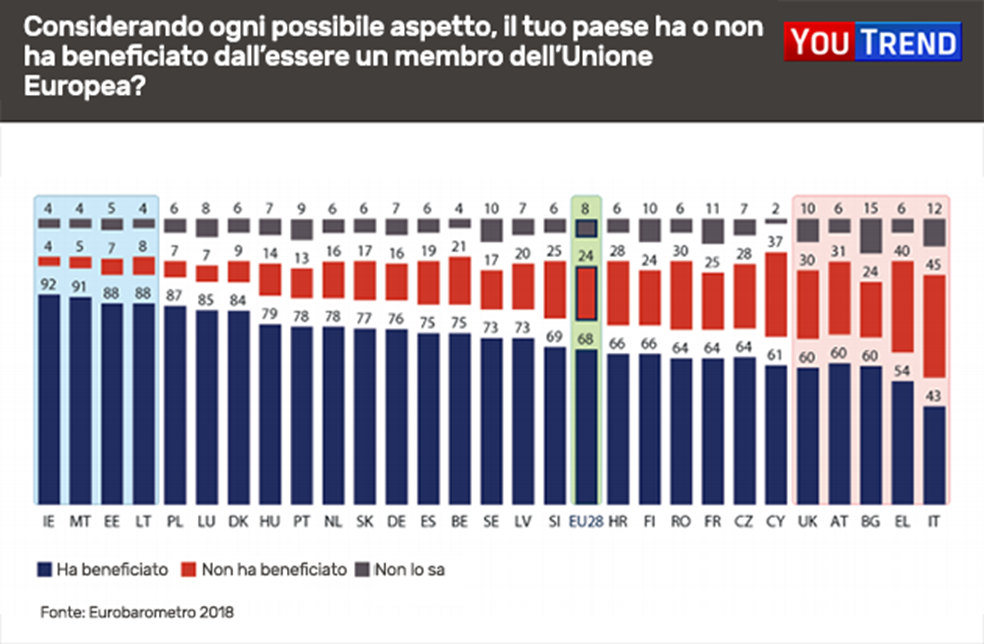 Considerando ogni possibile aspetto, il tuo paese ha o non
ha beneficiato dall'essere un membro dell'Unione
Europea?
YOUTREND
4 4 5 4 6 8 6 7 9 6 6 7 6 4 10 7 6 8 6 10 6 11 7 2 10 6 15 6 12
4 5 7 8 7 7 9 14 13 16 17 16 19 21 17 20 25 24 28 24 30 25 28 37 30 31 24 40 45
92 91 88 88 87 85 84 79 78 78 77 76 75 75 73 73 69 68 66 66 64 64 64 61 60 60 60 54 43
IE MT EE LT PL LU DK HU PT NL SK DE ES BE SE LV SI EU28 HR FI RO FR CZ CY UK AT BG EL IT
Ha beneficiato Non ha beneficiato Non lo sa
Fonte: Eurobarometro 2018